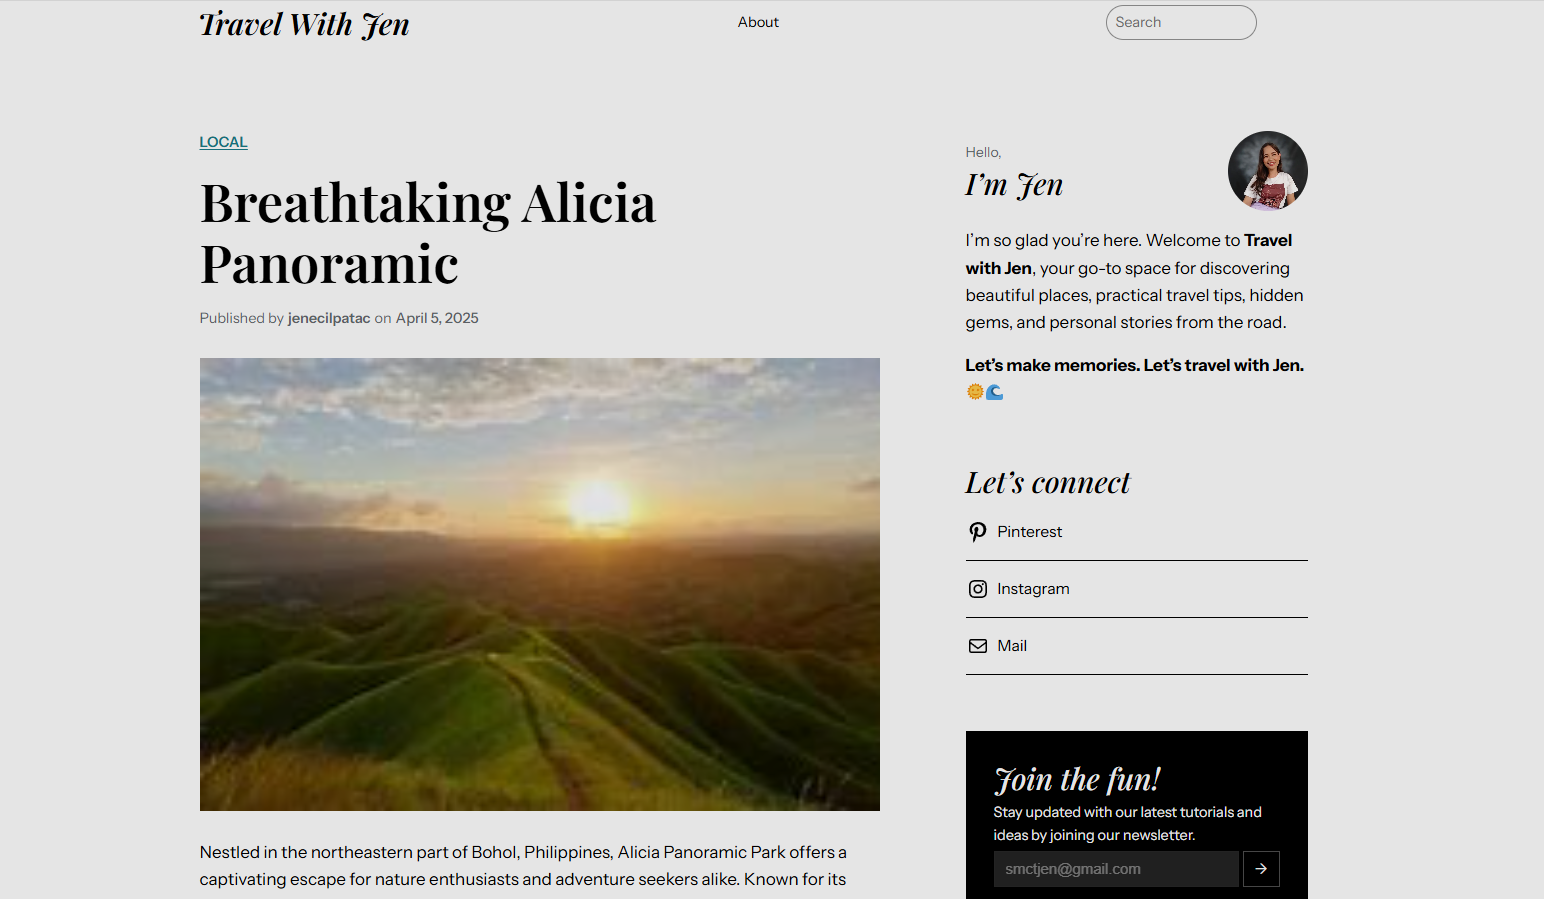 Travel With Jen
About
Search
LOCAL
Breathtaking Alicia
Panoramic
Published by jenecilpatac on April 5, 2025
Nestled in the northeastern part of Bohol, Philippines, Alicia Panoramic Park offers a
captivating escape for nature enthusiasts and adventure seekers alike. Known for its
Hello,
I’m Jen
I’m so glad you’re here. Welcome to Travel
with Jen, your go-to space for discovering
beautiful places, practical travel tips, hidden
gems, and personal stories from the road.
Let’s make memories. Let’s travel with Jen.
🌞🌊
Let’s connect
Pinterest
Instagram
Mail
Join the fun!
Stay updated with our latest tutorials and
ideas by joining our newsletter.
smctjen@gmail.com
→